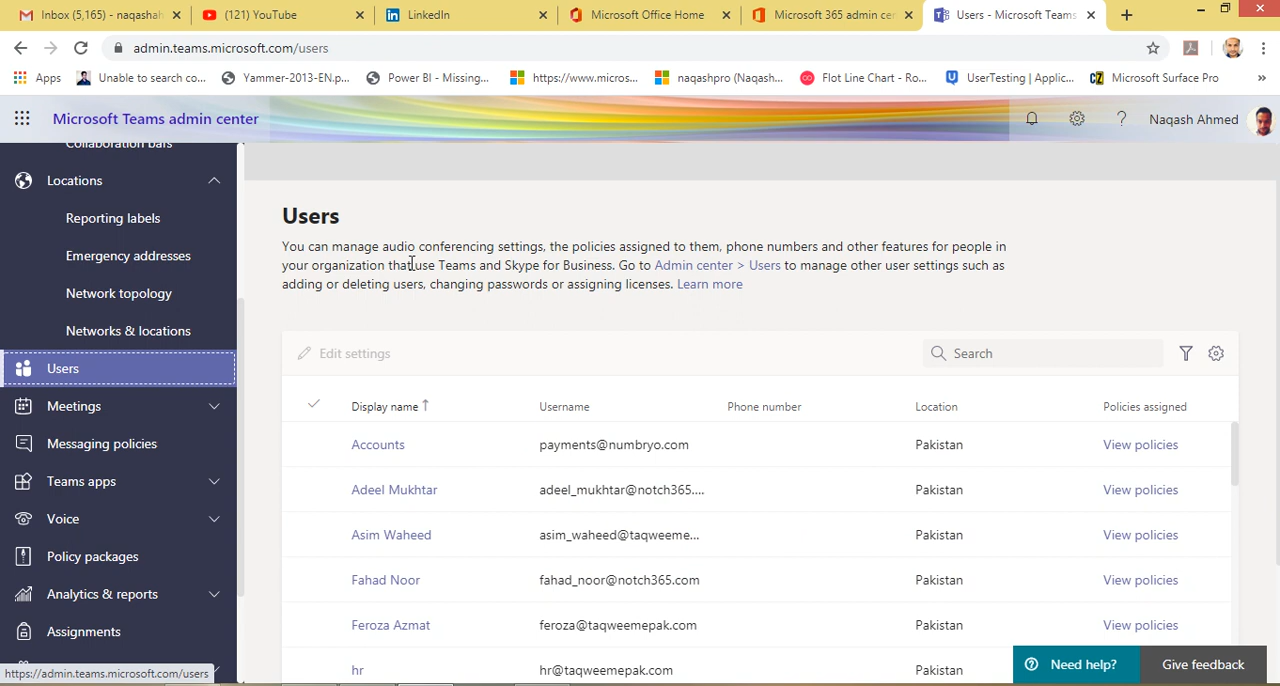 Inbox (5,165) - naqashah
(121) YouTube
LinkedIn
Microsoft Office Home
Microsoft 365 admin cen
Users - Microsoft Teams
admin.teams.microsoft.com/users
Apps
Unable to search co...
Yammer-2013-EN.p...
Power BI - Missing...
https://www.micros...
naqashpro (Naqash...
Flot Line Chart - Ro...
UserTesting | Applic...
Microsoft Surface Pro
»
Microsoft Teams admin center
?
Naqash Ahmed
Collaboration bars
Locations
Reporting labels
Emergency addresses
Network topology
Networks & locations
Users
Meetings
Messaging policies
Teams apps
Voice
Policy packages
Analytics & reports
Assignments
https://admin.teams.microsoft.com/users
Users
You can manage audio conferencing settings, the policies assigned to them, phone numbers and other features for people in
your organization that use Teams and Skype for Business. Go to Admin center > Users to manage other user settings such as
adding or deleting users, changing passwords or assigning licenses. Learn more
Edit settings
Search
Display name↑ Username Phone number Location Policies assigned
Accounts payments@numbryo.com Pakistan View policies
Adeel Mukhtar adeel_mukhtar@notch365.... Pakistan View policies
Asim Waheed asim_waheed@taqweeme... Pakistan View policies
Fahad Noor fahad_noor@notch365.com Pakistan View policies
Feroza Azmat feroza@taqweemepak.com Pakistan View policies
hr hr@taqweemepak.com Pakistan
Need help?
Give feedback